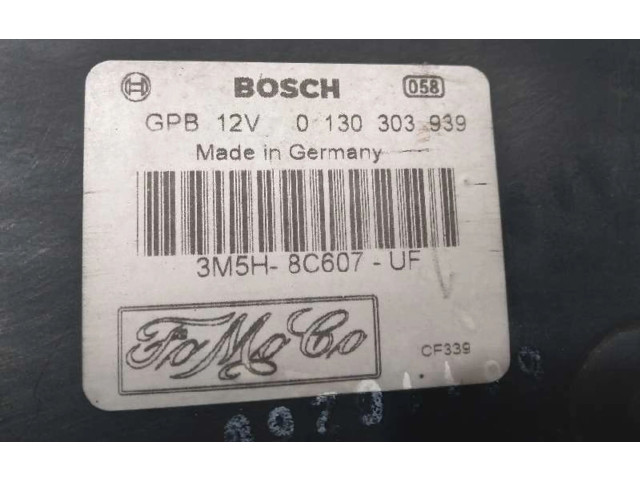 BOSCH 058
GPB 12V 0 130 303 939
Made in Germany
3M5H-8C607-UF
FoMoCo
CF339